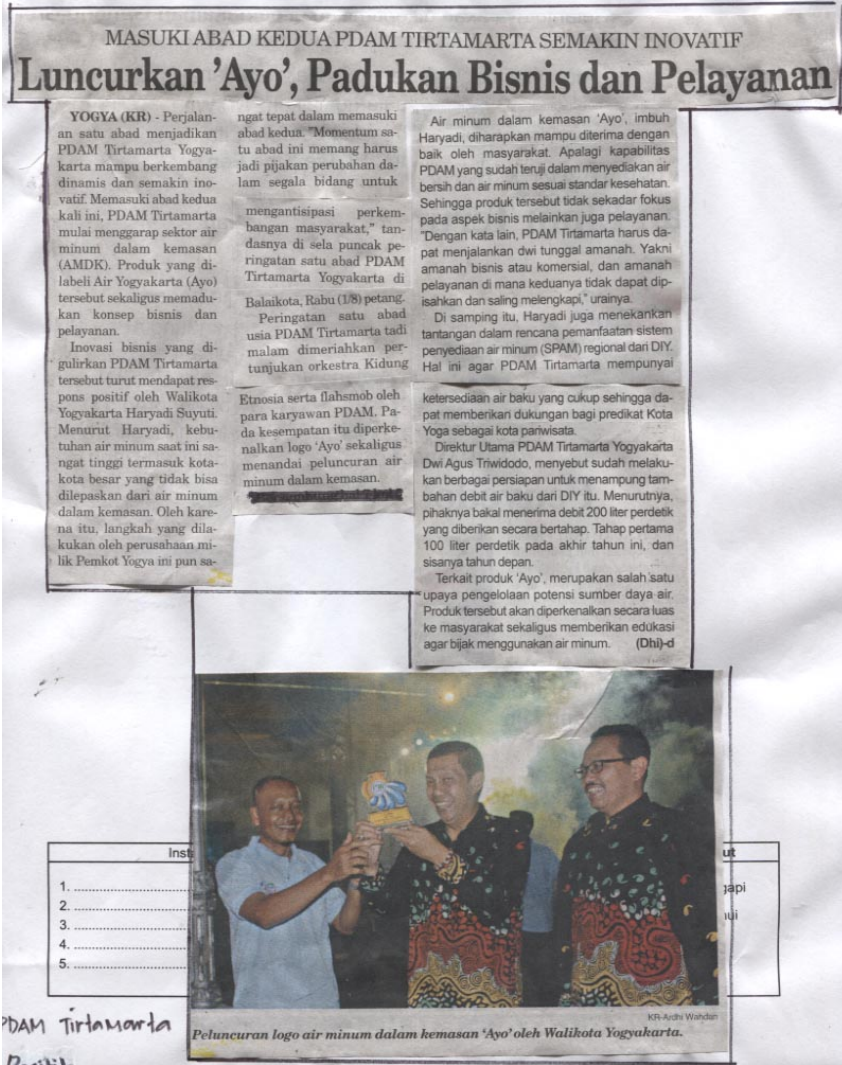 MASUKI ABAD KEDUA PDAM TIRTAMARTA SEMAKIN INOVATIF
Luncurkan 'Ayo', Padukan Bisnis dan Pelayanan
YOGYA (KR) - Perjalan-
an satu abad menjadikan
PDAM Tirtamarta Yogya-
karta mampu berkembang
dinamis dan semakin ino-
vatif. Memasuki abad kedua
kali ini, PDAM Tirtamarta
mulai menggarap sektor air
minum dalam kemasan
(AMDK). Produk yang di-
labeli Air Yogyakarta (Ayo)
tersebut sekaligus memadu-
kan konsep bisnis dan
pelayanan.
Inovasi bisnis yang di-
gulirkan PDAM Tirtamarta
tersebut turut mendapat res-
pons positif oleh Walikota
Yogyakarta Haryadi Suyuti.
Menurut Haryadi, kebu-
tuhan air minum saat ini sa-
ngat tinggi termasuk kota-
kota besar yang tidak bisa
dilepaskan dari air minum
dalam kemasan. Oleh kare-
na itu, langkah yang dila-
kukan oleh perusahaan mi-
lik Pemkot Yogya ini pun sa-
ngat tepat dalam memasuki
abad kedua. "Momentum sa-
tu abad ini memang harus
jadi pijakan perubahan da-
lam segala bidang untuk
mengantisipasi perkem-
bangan masyarakat," tan-
dasnya di sela puncak pe-
ringatan satu abad PDAM
Tirtamarta Yogyakarta di
Balaikota, Rabu (1/8) petang.
Peringatan satu abad
usia PDAM Tirtamarta tadi
malam dimeriahkan per-
tunjukan orkestra Kidung
Etnosia serta flahsmob oleh
para karyawan PDAM. Pa-
da kesempatan itu diperke-
nalkan logo 'Ayo' sekaligus
menandai peluncuran air
minum dalam kemasan.
Air minum dalam kemasan 'Ayo', imbuh
Haryadi, diharapkan mampu diterima dengan
baik oleh masyarakat. Apalagi kapabilitas
PDAM yang sudah teruji dalam menyediakan air
bersih dan air minum sesuai standar kesehatan.
Sehingga produk tersebut tidak sekadar fokus
pada aspek bisnis melainkan juga pelayanan.
"Dengan kata lain, PDAM Tirtamarta harus da-
pat menjalankan dwi tunggal amanah. Yakni
amanah bisnis atau komersial, dan amanah
pelayanan di mana keduanya tidak dapat dip-
isahkan dan saling melengkapi," urainya.
Di samping itu, Haryadi juga menekankan
tantangan dalam rencana pemanfaatan sistem
penyediaan air minum (SPAM) regional dari DIY.
Hal ini agar PDAM Tirtamarta mempunyai
ketersediaan air baku yang cukup sehingga da-
pat memberikan dukungan bagi predikat Kota
Yoga sebagai kota pariwisata.
Direktur Utama PDAM Tirtamarta Yogyakarta
Dwi Agus Triwidodo, menyebut sudah melaku-
kan berbagai persiapan untuk menampung tam-
bahan debit air baku dari DIY itu. Menurutnya,
pihaknya bakal menerima debit 200 liter perdetik
yang diberikan secara bertahap. Tahap pertama
100 liter perdetik pada akhir tahun ini, dan
sisanya tahun depan.
Terkait produk 'Ayo', merupakan salah satu
upaya pengelolaan potensi sumber daya air.
Produk tersebut akan diperkenalkan secara luas
ke masyarakat sekaligus memberikan edukasi
agar bijak menggunakan air minum. (Dhi)-d
Inst
ut
1.
2.
3.
4.
5.
gapi
ui
KR-Ardhi Wahdan
Peluncuran logo air minum dalam kemasan 'Ayo' oleh Walikota Yogyakarta.
PDAM Tirtamarta